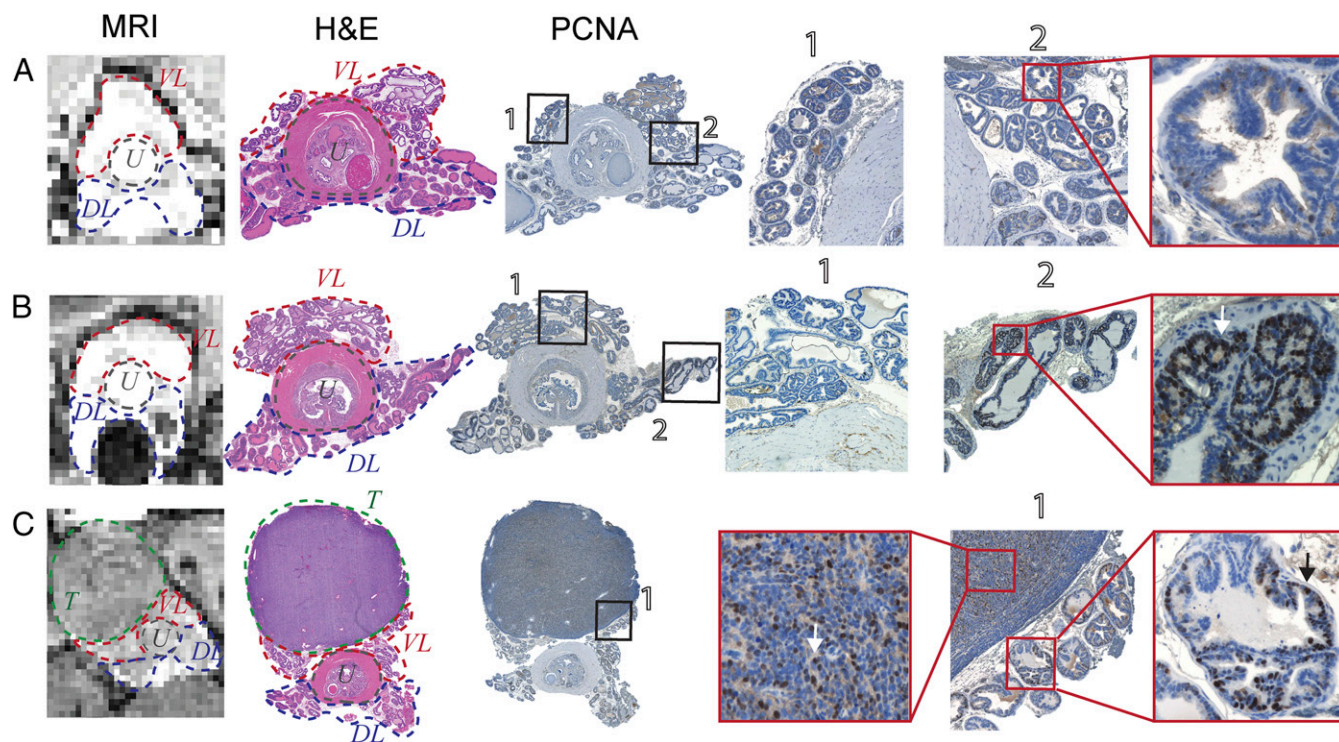 MRI H&E PCNA 1 2
A VL U DL VL U DL 1 2
B VL U DL VL U DL 1 2 1 2
C T VL U DL T VL U DL 1 1